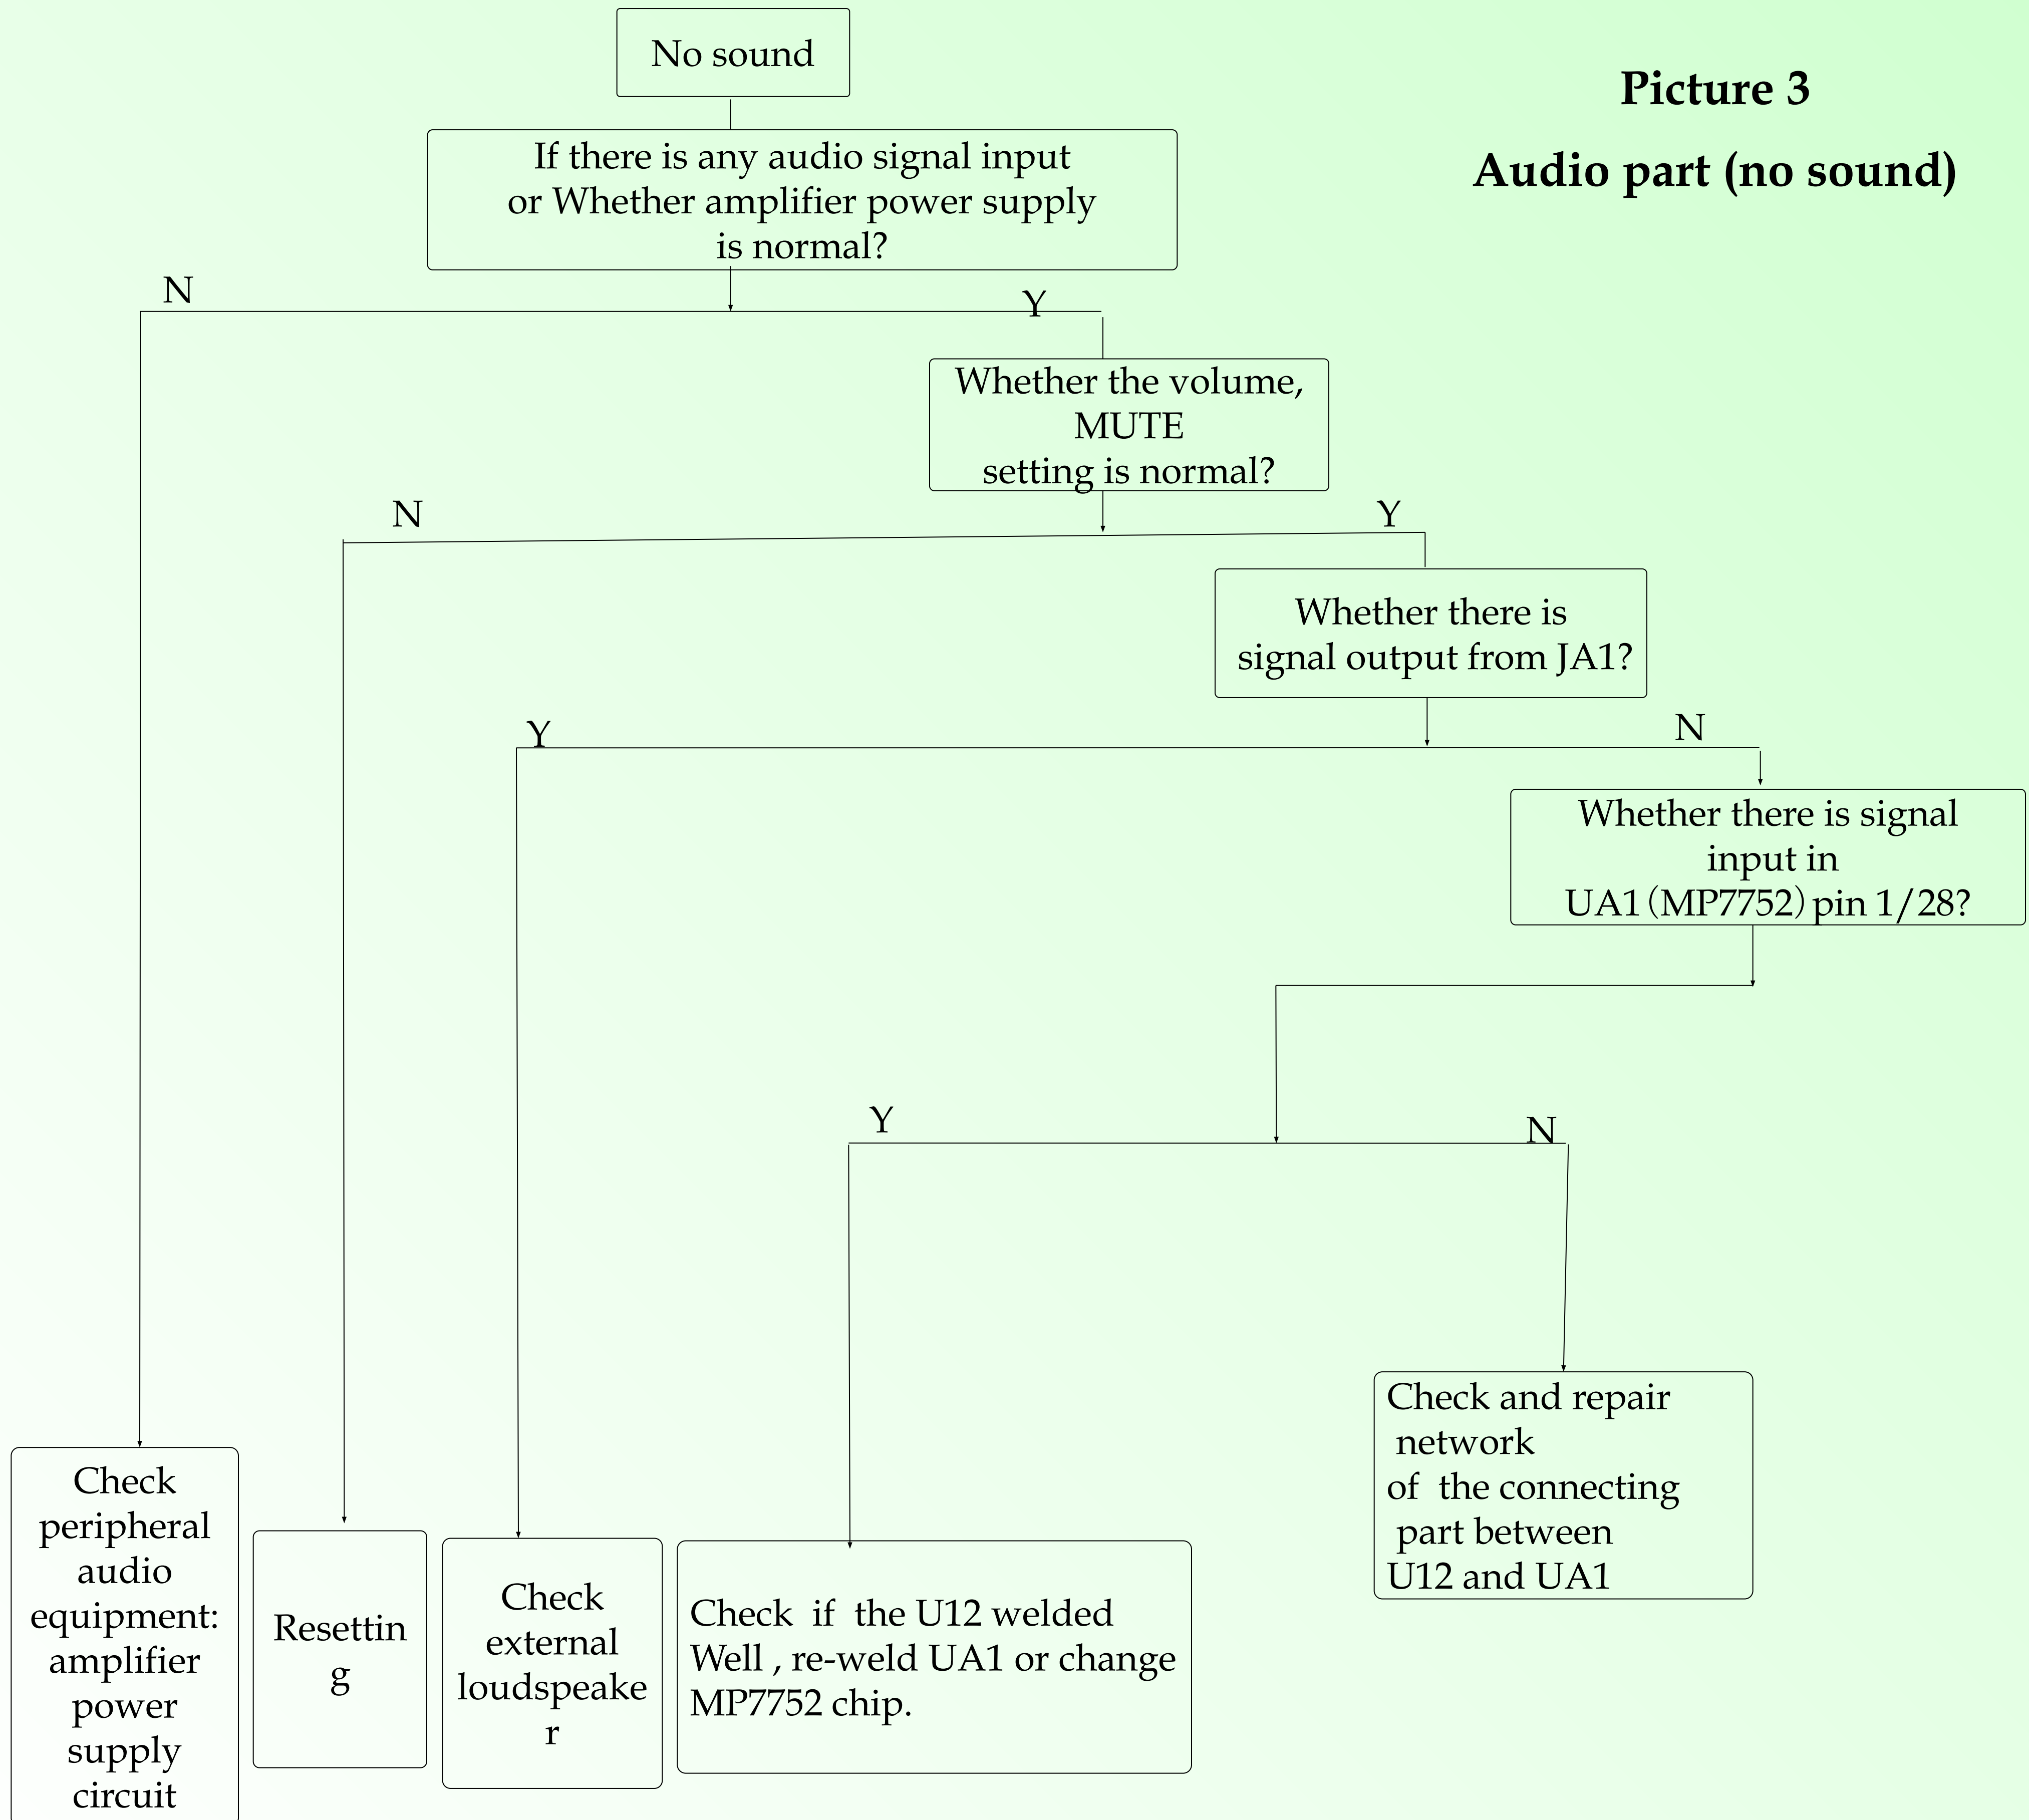 No sound
Picture 3
Audio part (no sound)
If there is any audio signal input
or Whether amplifier power supply
is normal?
N
Y
Whether the volume,
MUTE
setting is normal?
N
Y
Whether there is
signal output from JA1?
Y
N
Whether there is signal
input in
UA1(MP7752)pin 1/28?
Y
N
Check and repair
network
of the connecting
part between
U12 and UA1
Check
peripheral
audio
equipment:
amplifier
power
supply
circuit
Resettin
g
Check
external
loudspeake
r
Check if the U12 welded
Well , re-weld UA1 or change
MP7752 chip.